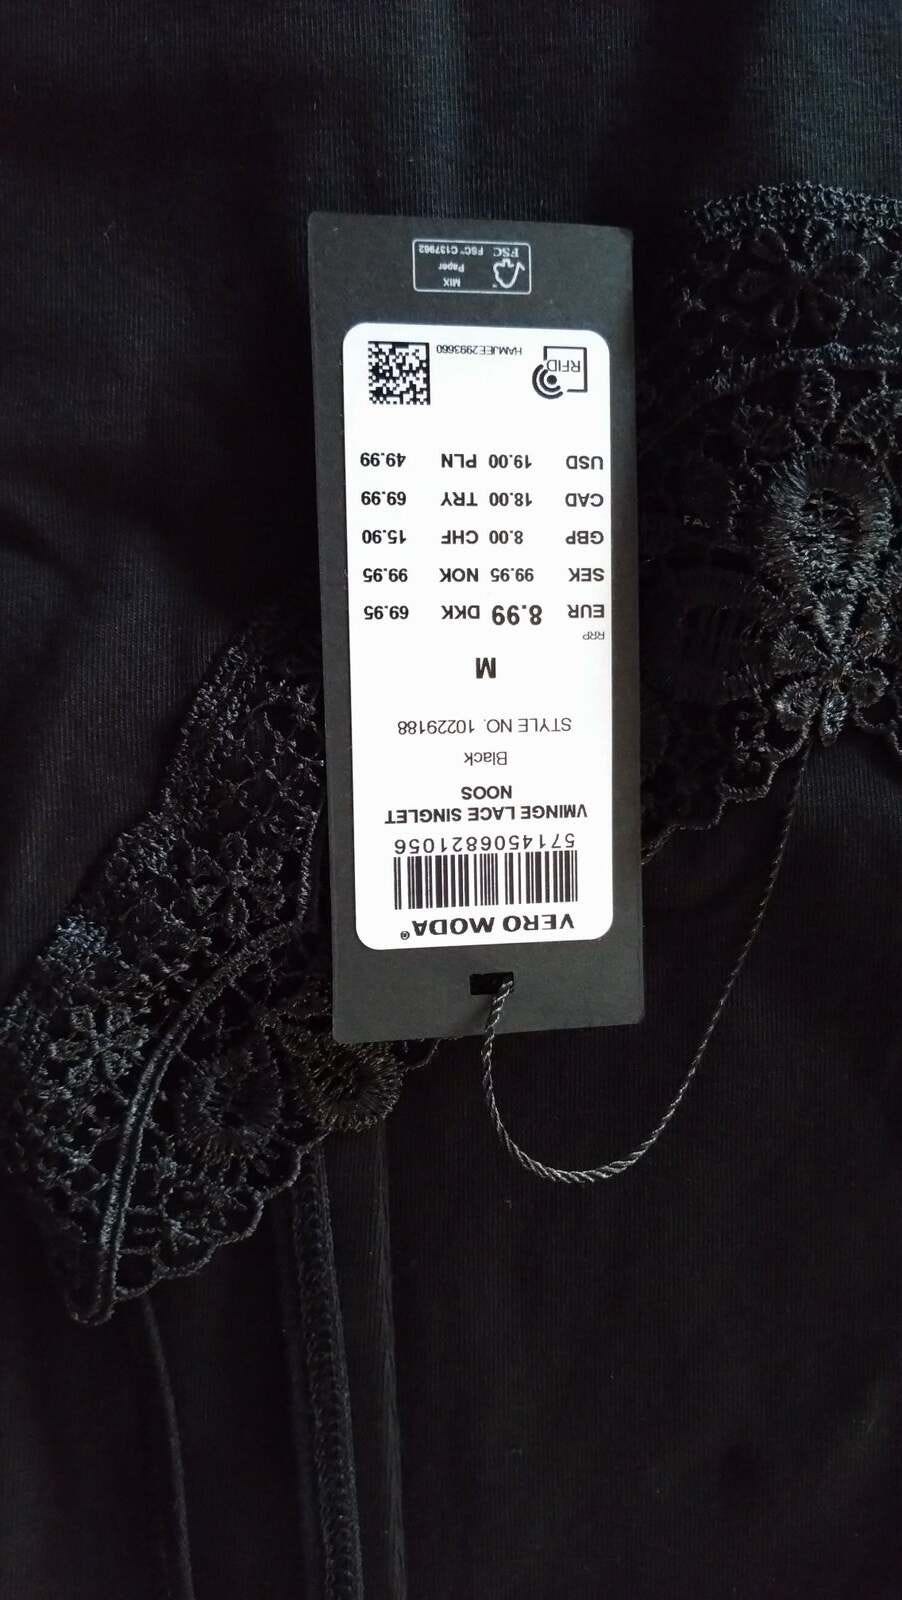 VERO MODA®
5714506821056
VMINGE LACE SINGLET
NOOS
Black
STYLE NO. 10229188
M
RRP
EUR 8.99 DKK 69.95
SEK 99.95 NOK 99.95
GBP 8.00 CHF 15.90
CAD 18.00 TRY 69.99
USD 19.00 PLN 49.99
RFID
HAMJEE2993660
MIX
Paper
FSC
FSC™ C137962